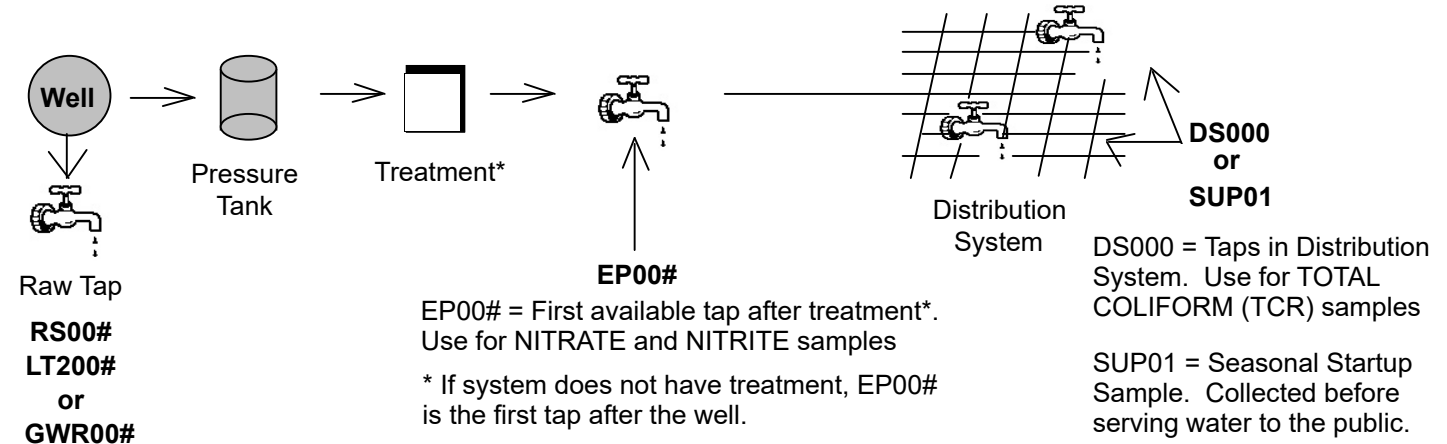 Well
Pressure
Tank
Treatment*
Raw Tap
RS00#
LT200#
or
GWR00#
EP00#
EP00# = First available tap after treatment*.
Use for NITRATE and NITRITE samples
* If system does not have treatment, EP00#
is the first tap after the well.
Distribution
System
DS000
or
SUP01
DS000 = Taps in Distribution
System.  Use for TOTAL
COLIFORM (TCR) samples
SUP01 = Seasonal Startup
Sample.  Collected before
serving water to the public.